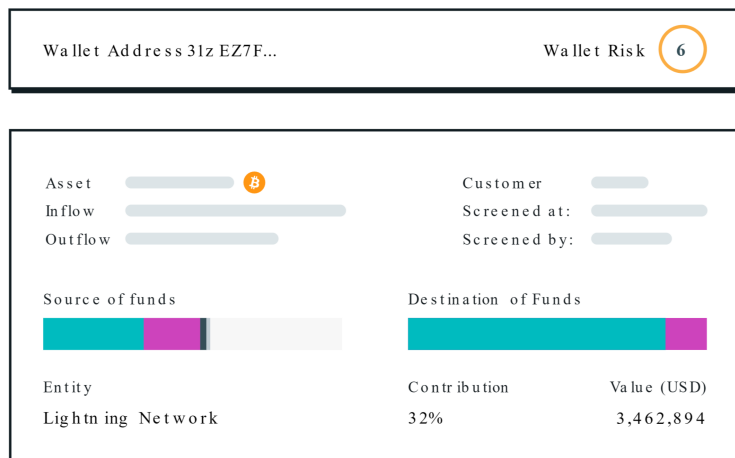 Wallet Address 31z EZ7F...
Wallet Risk 6
Asset
Inflow
Outflow
Customer
Screened at:
Screened by:
Source of funds
Destination of Funds
Entity Contribution Value (USD)
Lightning Network 32% 3,462,894